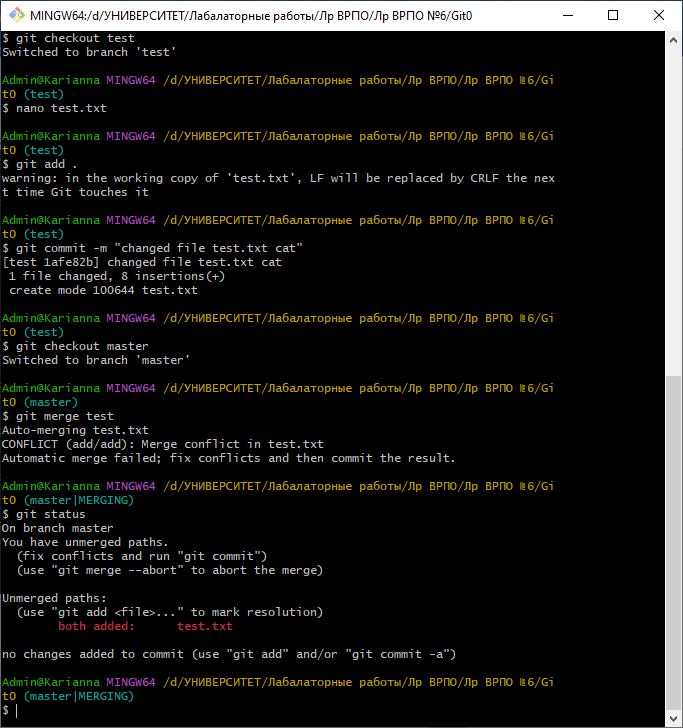 MINGW64:/d/УНИВЕРСИТЕТ/Лабалаторные работы/Лр ВРПО/Лр ВРПО №6/Git0
$ git checkout test
Switched to branch 'test'
Admin@Karianna MINGW64 /d/УНИВЕРСИТЕТ/Лабалаторные работы/Лр ВРПО/Лр ВРПО №6/Gi
t0 (test)
$ nano test.txt
Admin@Karianna MINGW64 /d/УНИВЕРСИТЕТ/Лабалаторные работы/Лр ВРПО/Лр ВРПО №6/Gi
t0 (test)
$ git add .
warning: in the working copy of 'test.txt', LF will be replaced by CRLF the nex
t time Git touches it
Admin@Karianna MINGW64 /d/УНИВЕРСИТЕТ/Лабалаторные работы/Лр ВРПО/Лр ВРПО №6/Gi
t0 (test)
$ git commit -m "changed file test.txt cat"
[test 1afe82b] changed file test.txt cat
 1 file changed, 8 insertions(+)
 create mode 100644 test.txt
Admin@Karianna MINGW64 /d/УНИВЕРСИТЕТ/Лабалаторные работы/Лр ВРПО/Лр ВРПО №6/Gi
t0 (test)
$ git checkout master
Switched to branch 'master'
Admin@Karianna MINGW64 /d/УНИВЕРСИТЕТ/Лабалаторные работы/Лр ВРПО/Лр ВРПО №6/Gi
t0 (master)
$ git merge test
Auto-merging test.txt
CONFLICT (add/add): Merge conflict in test.txt
Automatic merge failed; fix conflicts and then commit the result.
Admin@Karianna MINGW64 /d/УНИВЕРСИТЕТ/Лабалаторные работы/Лр ВРПО/Лр ВРПО №6/Gi
t0 (master|MERGING)
$ git status
On branch master
You have unmerged paths.
  (fix conflicts and run "git commit")
  (use "git merge --abort" to abort the merge)
Unmerged paths:
  (use "git add <file>..." to mark resolution)
        both added:      test.txt
no changes added to commit (use "git add" and/or "git commit -a")
Admin@Karianna MINGW64 /d/УНИВЕРСИТЕТ/Лабалаторные работы/Лр ВРПО/Лр ВРПО №6/Gi
t0 (master|MERGING)
$